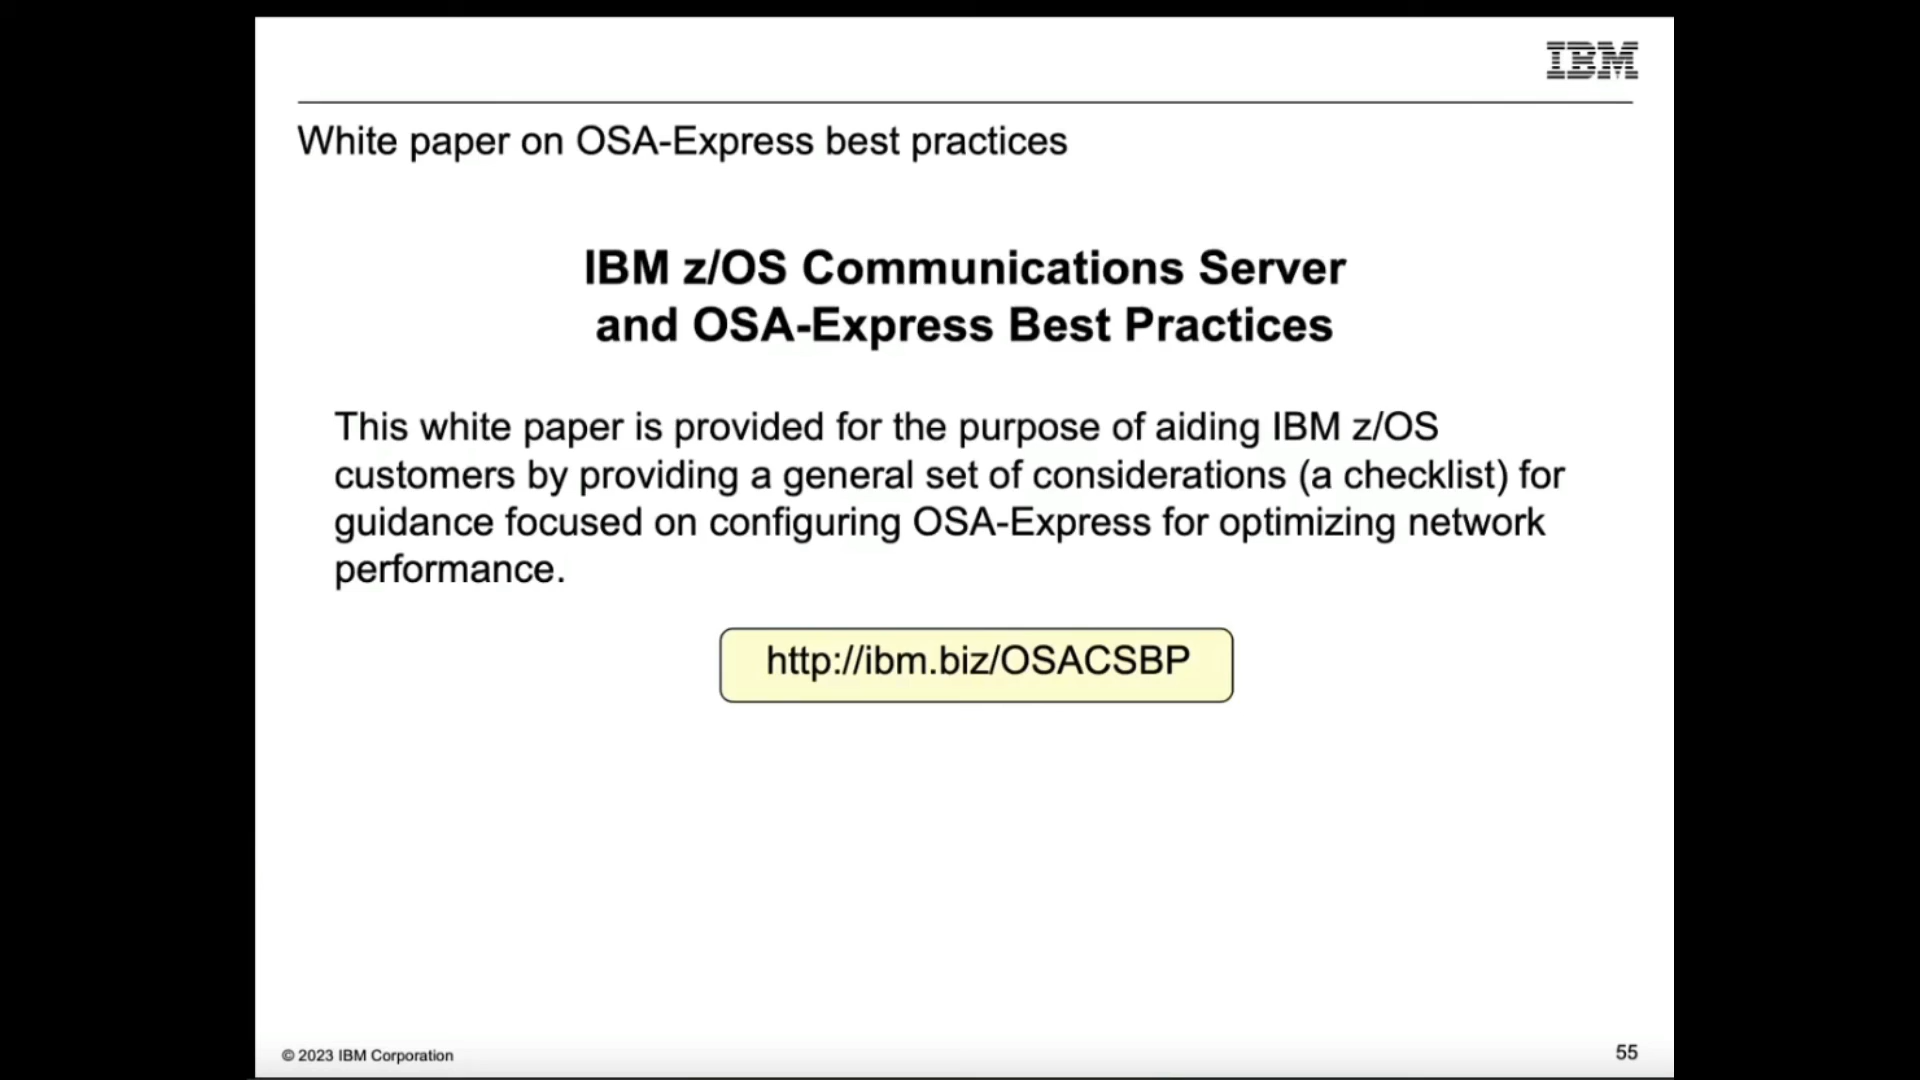 IBM
White paper on OSA-Express best practices
IBM z/OS Communications Server
and OSA-Express Best Practices
This white paper is provided for the purpose of aiding IBM z/OS
customers by providing a general set of considerations (a checklist) for
guidance focused on configuring OSA-Express for optimizing network
performance.
http://ibm.biz/OSACSBP
© 2023 IBM Corporation
55